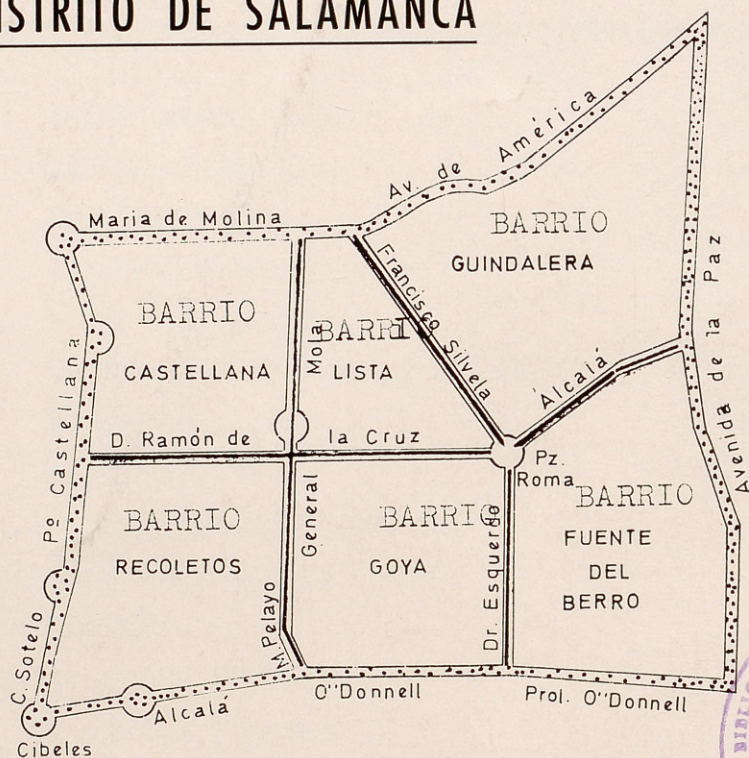 ISTRITO DE SALAMANCA
Av. de América
Maria de Molina
BARRIO
GUINDALERA
Francisco Silvela
Avenida de la Paz
BARRIO
CASTELLANA
Mola
BARRI
LISTA
Alcalá
Pº Castellana
D. Ramón de la Cruz
Pz.
Roma
BARRIO
RECOLETOS
General
BARRIO
GOYA
Dr. Esquerdo
BARRIO
FUENTE
DEL
BERRO
C. Sotelo
M. Pelayo
Alcalá
O''Donnell
Prol. O''Donnell
Cibeles
BIBLIO